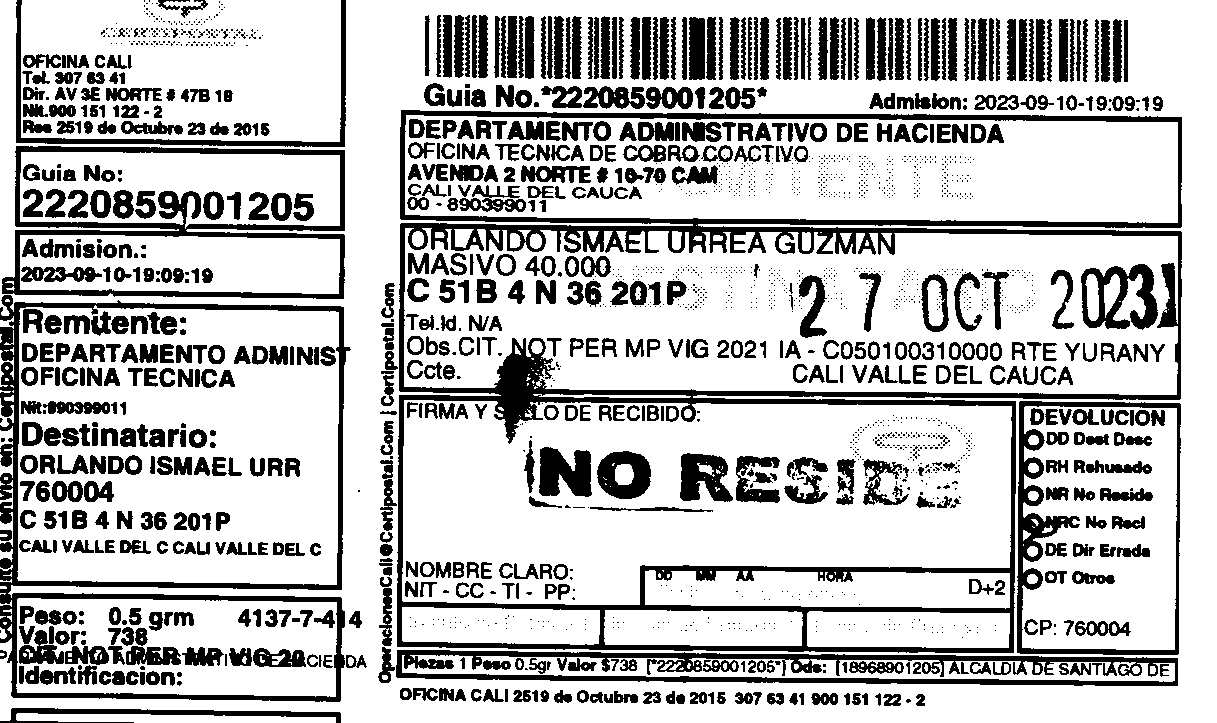 CERTIPOSTAL
OFICINA CALI
Tel. 307 63 41
Dir. AV 3E NORTE # 47B 18
Nit.900 151 122 - 2
Res 2519 de Octubre 23 de 2015
Guia No:
2220859001205
Admision.:
2023-09-10-19:09:19
Remitente:
DEPARTAMENTO ADMINIST
OFICINA TECNICA
Nit:890399011
Destinatario:
ORLANDO ISMAEL URR
760004
C 51B 4 N 36 201P
CALI VALLE DEL C CALI VALLE DEL C
Peso: 0.5 grm 4137-7-414
Valor: 738
CIT. NOT PER MP VIG 20
Identificacion:
Consulte su envio en: Certipostal.Com
Guia No.*2220859001205*
Admision: 2023-09-10-19:09:19
DEPARTAMENTO ADMINISTRATIVO DE HACIENDA
OFICINA TECNICA DE COBRO COACTIVO
AVENIDA 2 NORTE # 10-70 CAM
CALI VALLE DEL CAUCA
00 - 890399011
REMITENTE
ORLANDO ISMAEL URREA GUZMAN
MASIVO 40.000
C 51B 4 N 36 201P
DESTINATARIO
27 OCT 2023
Tel.Id. N/A
Obs.CIT. NOT PER MP VIG 2021 IA - C050100310000 RTE YURANY
Ccte. CALI VALLE DEL CAUCA
OperacionesCali@Certipostal.Com | Certipostal.Com
FIRMA Y SELLO DE RECIBIDO:
NO RESIDE
NOMBRE CLARO:
NIT - CC - TI - PP:
DD MM AA HORA
D+2
DEVOLUCION
DD Dest Desc
RH Rehusado
NR No Reside
NRC No Recl
DE Dir Errada
OT Otros
CP: 760004
Piezas 1 Peso 0.5gr Valor $738 [*2220859001205*] Ods: [18968901205] ALCALDIA DE SANTIAGO DE
OFICINA CALI 2519 de Octubre 23 de 2015 307 63 41 900 151 122 - 2